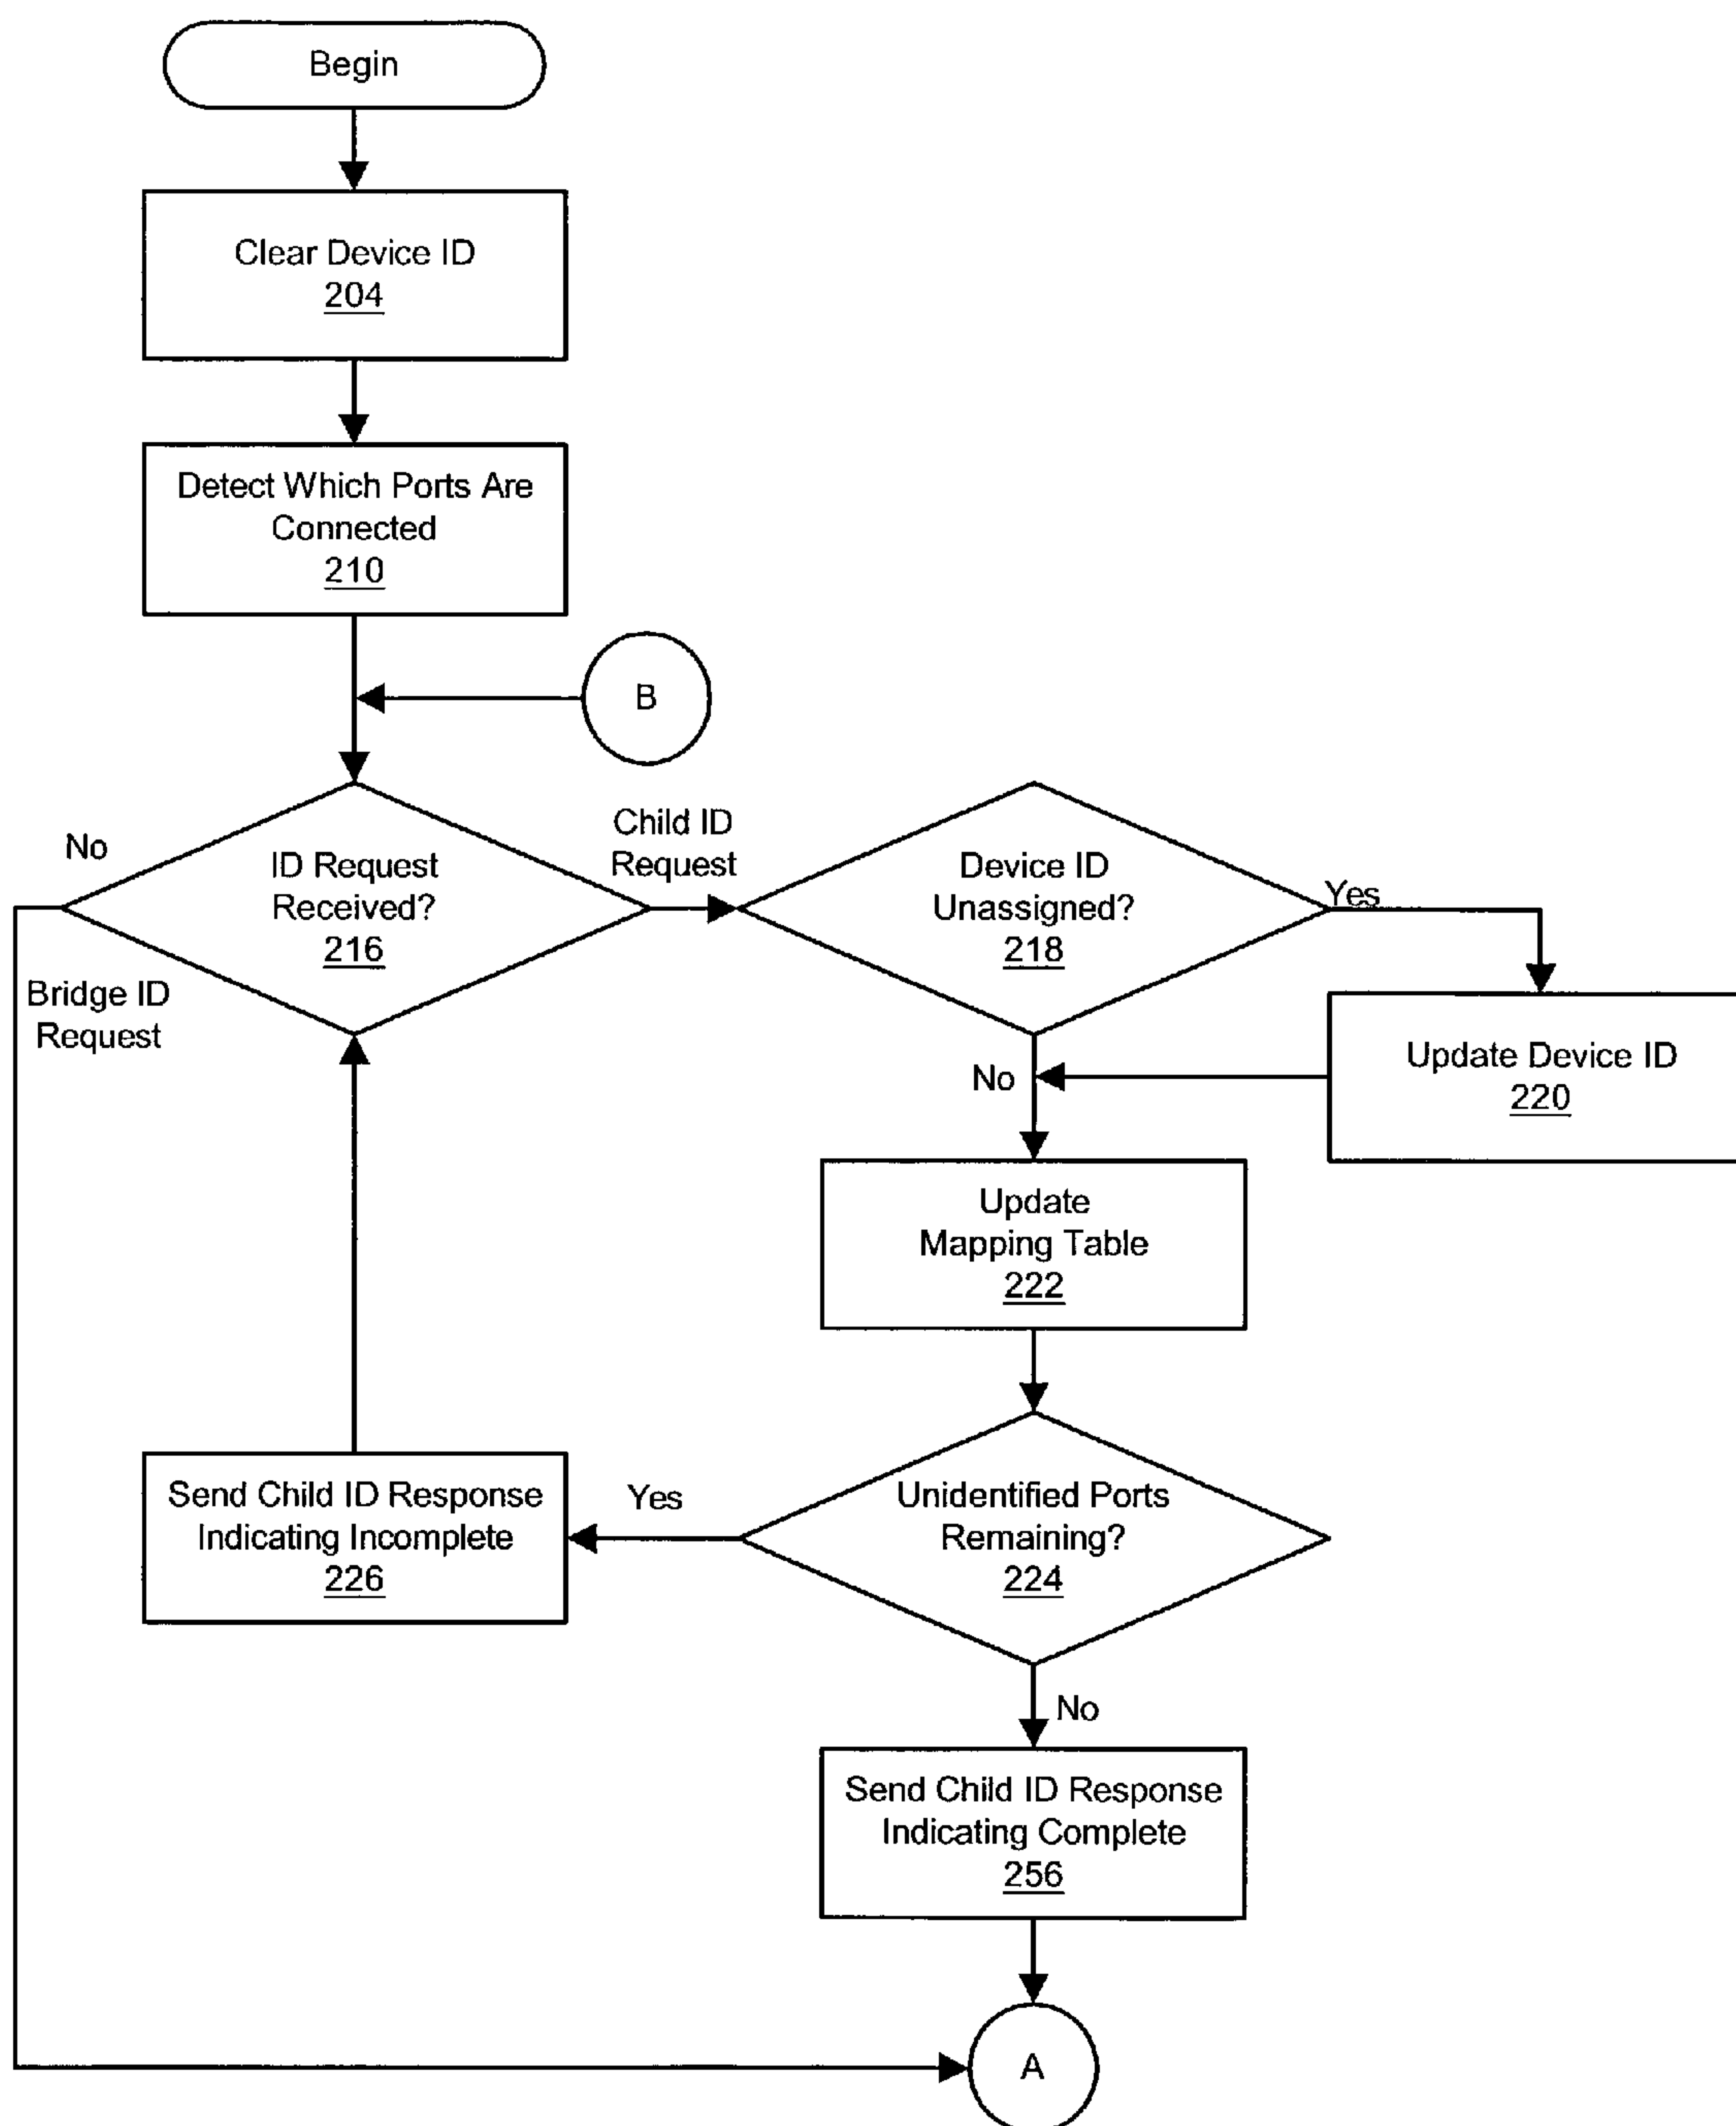 Begin
Clear Device ID
204
Detect Which Ports Are
Connected
210
B
No
ID Request
Received?
216
Child ID
Request
Device ID
Unassigned?
218
Yes
Bridge ID
Request
No
Update Device ID
220
Update
Mapping Table
222
Send Child ID Response
Indicating Incomplete
226
Yes
Unidentified Ports
Remaining?
224
No
Send Child ID Response
Indicating Complete
256
A